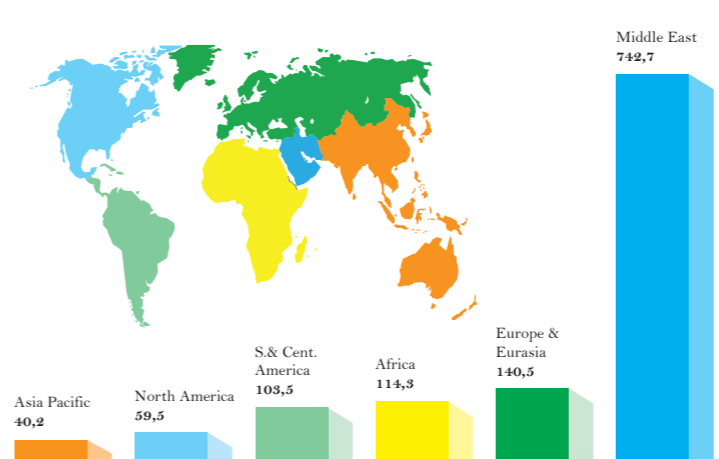 Middle East
742,7
Europe &
Eurasia
140,5
S.& Cent.
America
103,5
Africa
114,3
North America
59,5
Asia Pacific
40,2